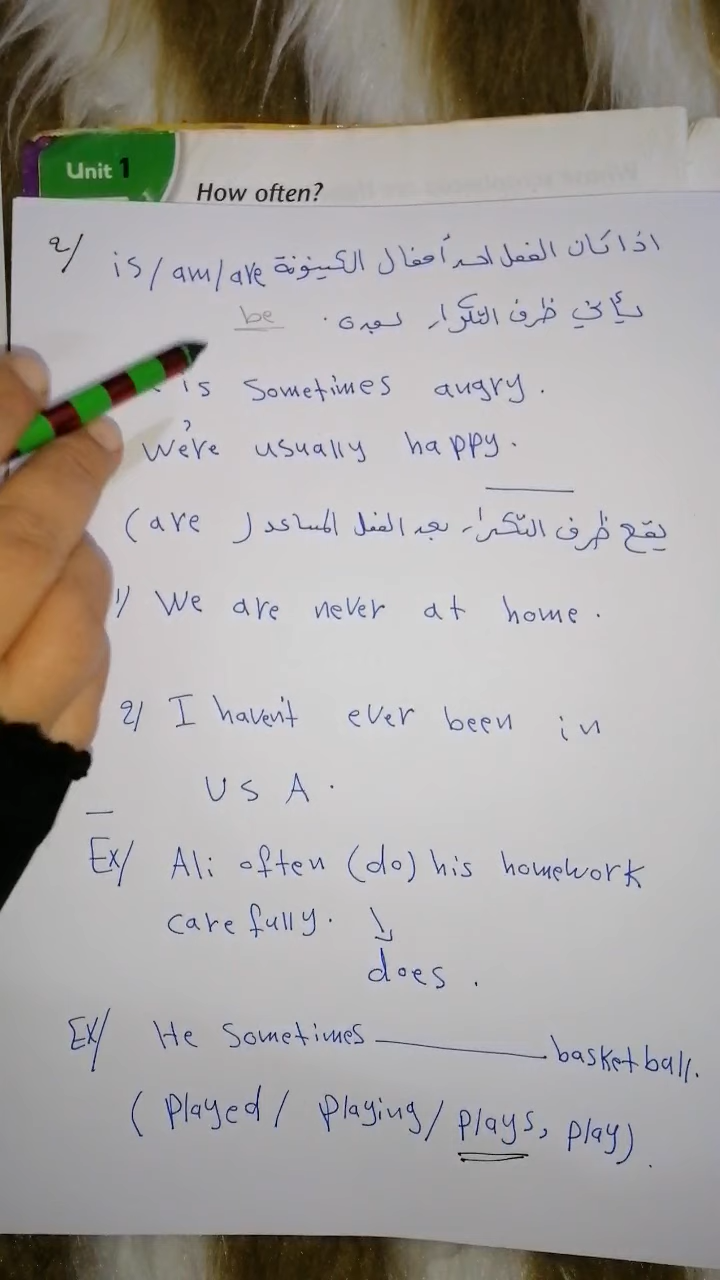 Unit 1
How often?
2/ is/am/are اذا كان الفعل احد أفعال الكينونة
يأتي ظرف التكرار بعده. be
is Sometimes angry.
We're usually happy.
يقع ظرف التكرار بعد الفعل المساعد (are)
1) We are never at home.
2/ I haven't ever been in
USA.
Ex/ Ali often (do) his homework
carefully.
does.
Ex/ He Sometimes ______ basketball.
(played / playing / plays, play).